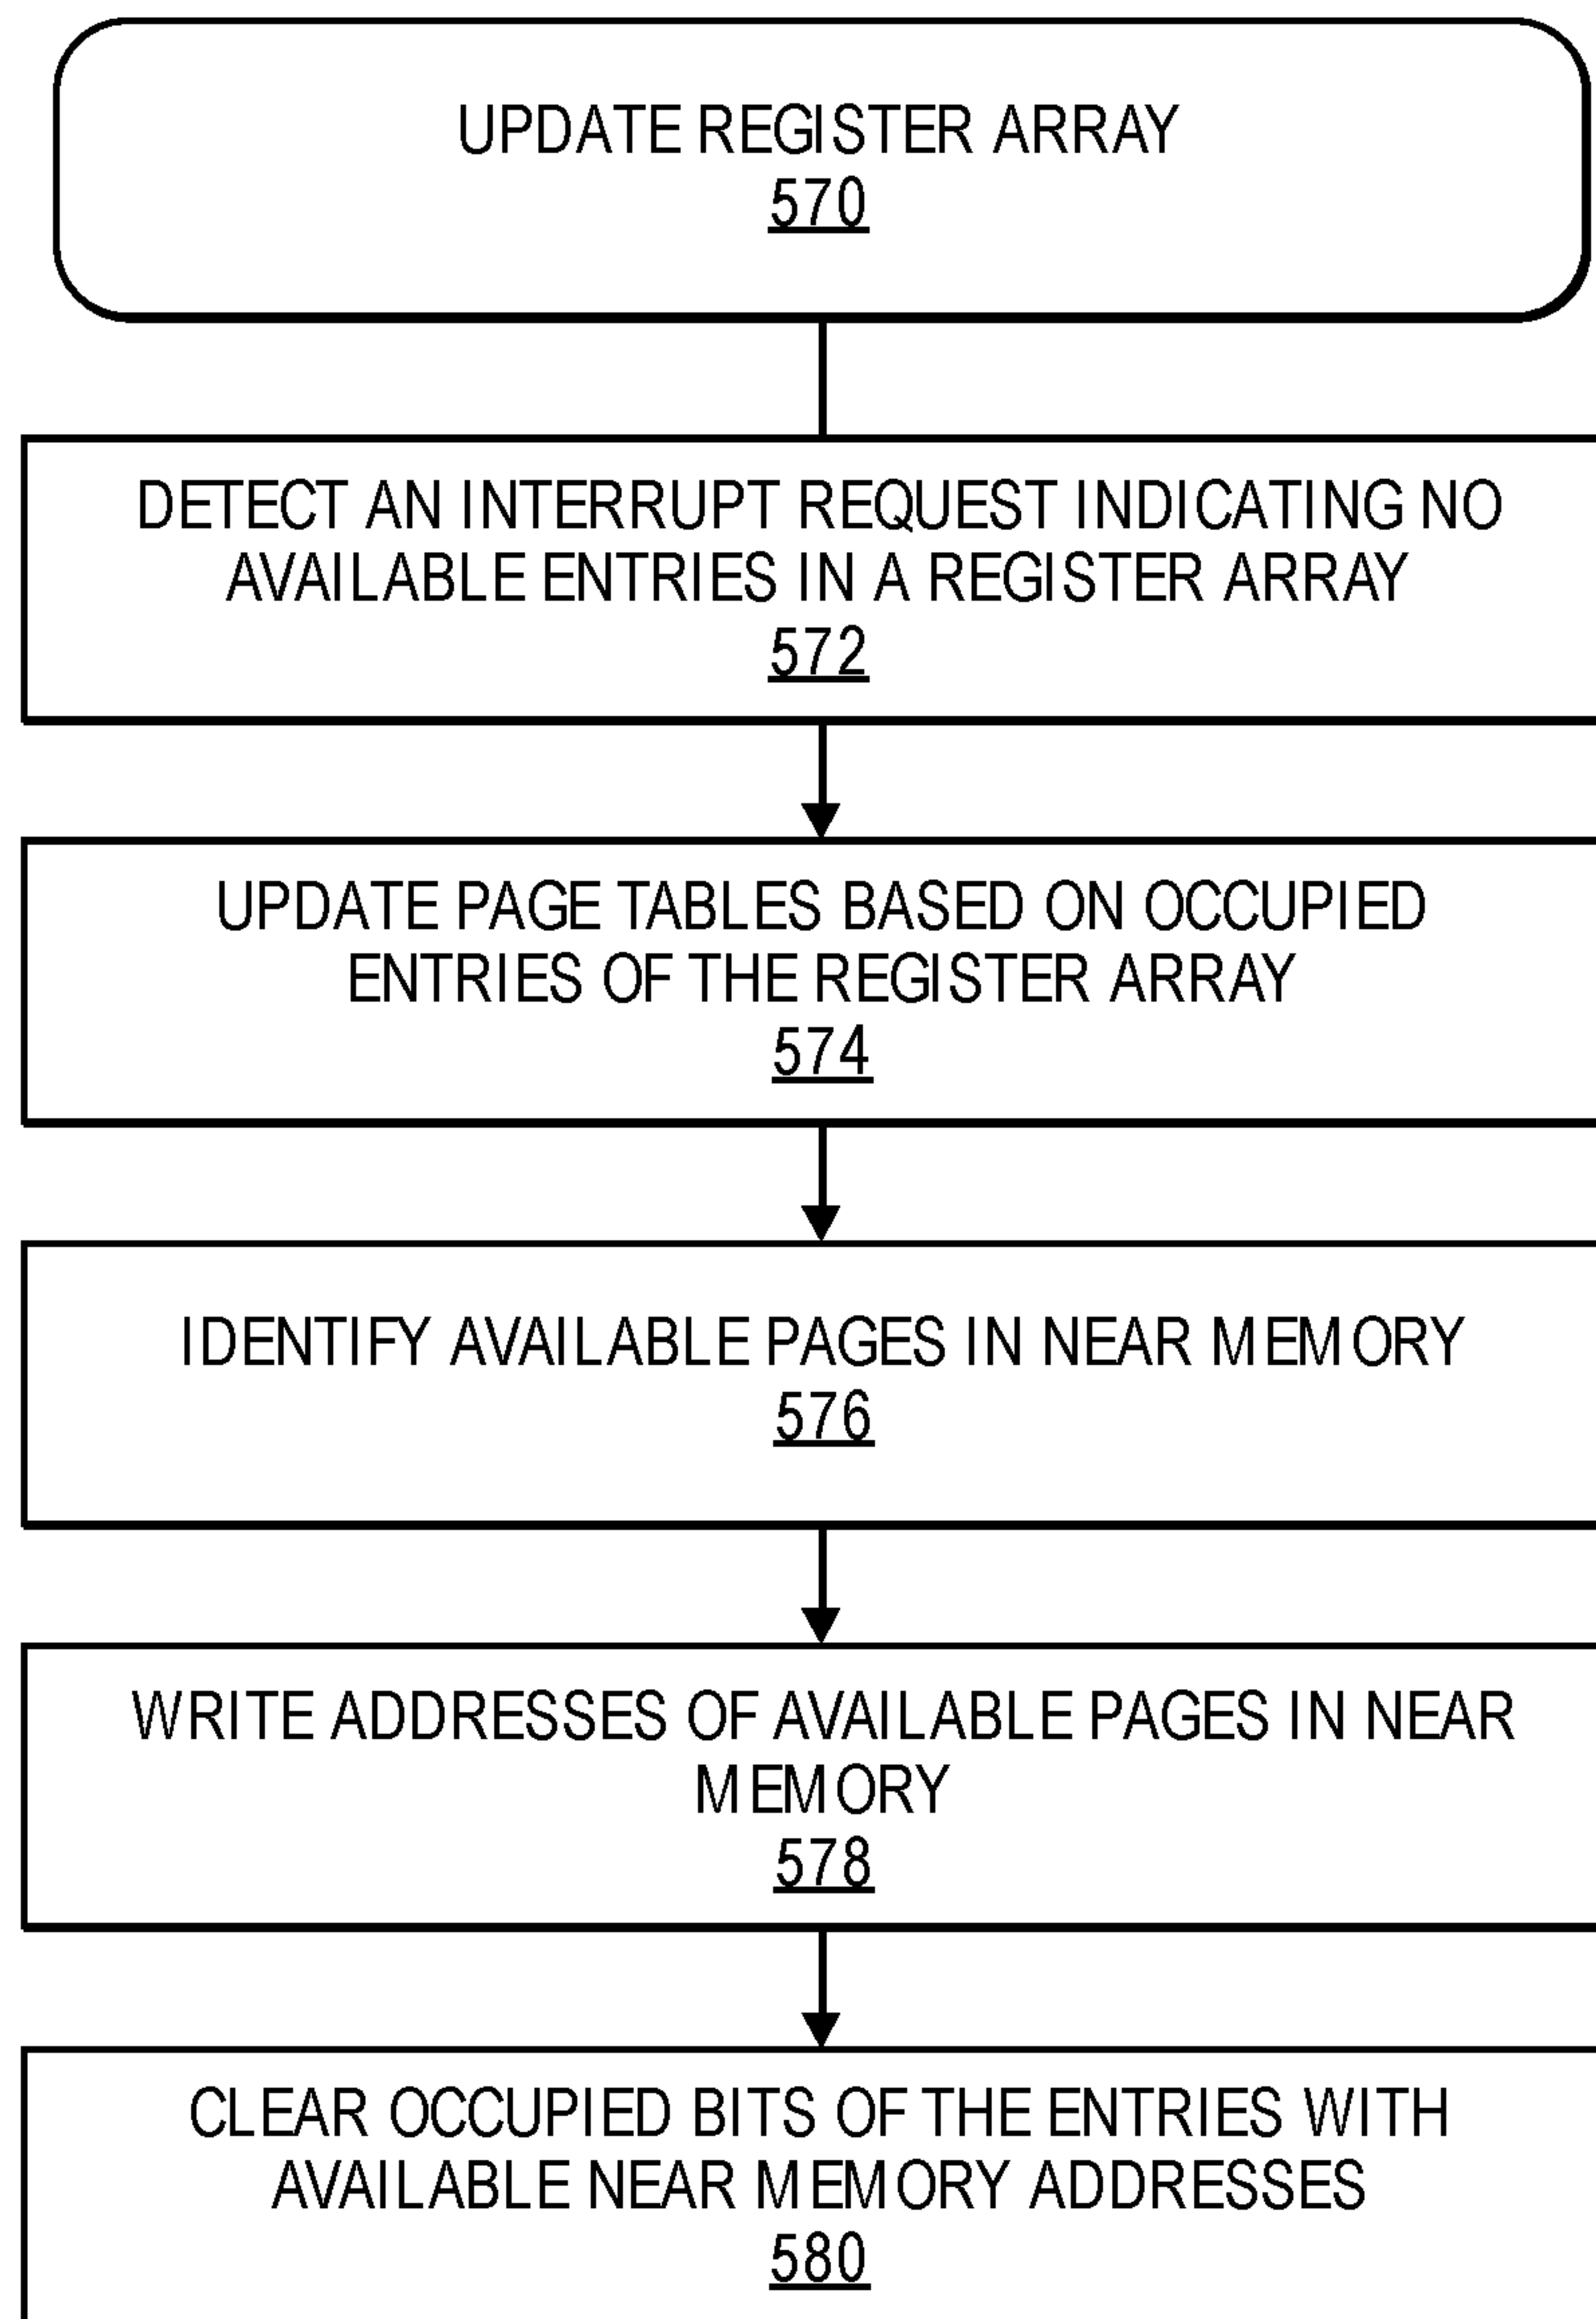 UPDATE REGISTER ARRAY
570
DETECT AN INTERRUPT REQUEST INDICATING NO
AVAILABLE ENTRIES IN A REGISTER ARRAY
572
UPDATE PAGE TABLES BASED ON OCCUPIED
ENTRIES OF THE REGISTER ARRAY
574
IDENTIFY AVAILABLE PAGES IN NEAR MEMORY
576
WRITE ADDRESSES OF AVAILABLE PAGES IN NEAR
MEMORY
578
CLEAR OCCUPIED BITS OF THE ENTRIES WITH
AVAILABLE NEAR MEMORY ADDRESSES
580